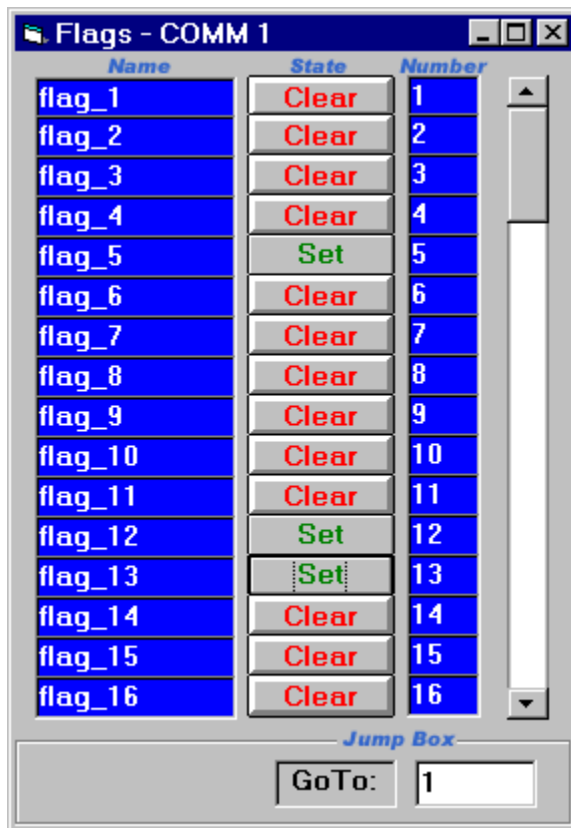 Flags - COMM 1
Name State Number
flag_1 Clear 1
flag_2 Clear 2
flag_3 Clear 3
flag_4 Clear 4
flag_5 Set 5
flag_6 Clear 6
flag_7 Clear 7
flag_8 Clear 8
flag_9 Clear 9
flag_10 Clear 10
flag_11 Clear 11
flag_12 Set 12
flag_13 Set 13
flag_14 Clear 14
flag_15 Clear 15
flag_16 Clear 16
Jump Box
GoTo: 1